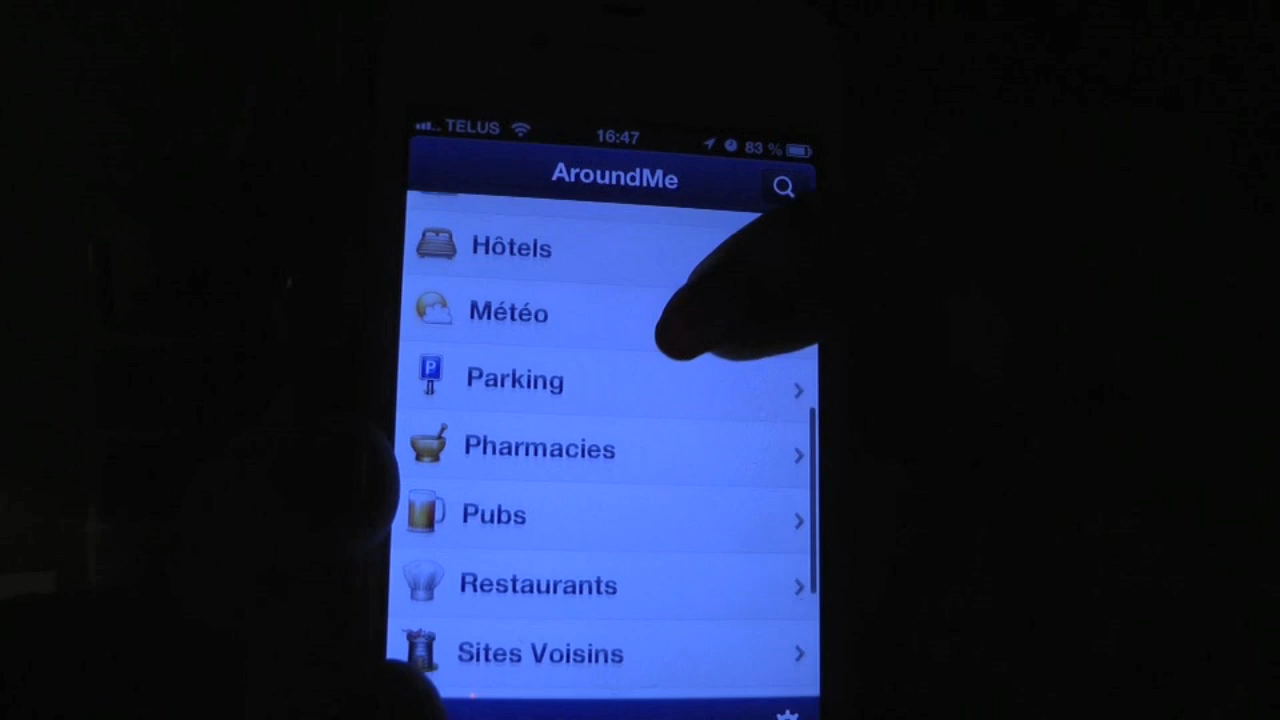 TELUS 16:47 83 %
AroundMe
Hôtels
Météo
P
Parking
Pharmacies
Pubs
Restaurants
Sites Voisins